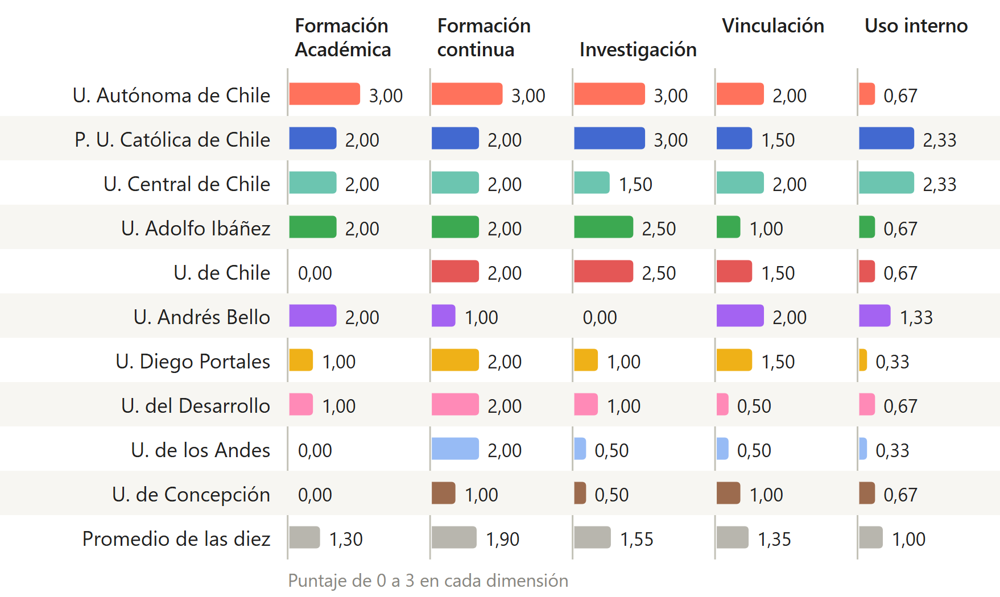 Formación Académica
Formación continua
Investigación
Vinculación
Uso interno
U. Autónoma de Chile 3,00 3,00 3,00 2,00 0,67
P. U. Católica de Chile 2,00 2,00 3,00 1,50 2,33
U. Central de Chile 2,00 2,00 1,50 2,00 2,33
U. Adolfo Ibáñez 2,00 2,00 2,50 1,00 0,67
U. de Chile 0,00 2,00 2,50 1,50 0,67
U. Andrés Bello 2,00 1,00 0,00 2,00 1,33
U. Diego Portales 1,00 2,00 1,00 1,50 0,33
U. del Desarrollo 1,00 2,00 1,00 0,50 0,67
U. de los Andes 0,00 2,00 0,50 0,50 0,33
U. de Concepción 0,00 1,00 0,50 1,00 0,67
Promedio de las diez 1,30 1,90 1,55 1,35 1,00
Puntaje de 0 a 3 en cada dimensión